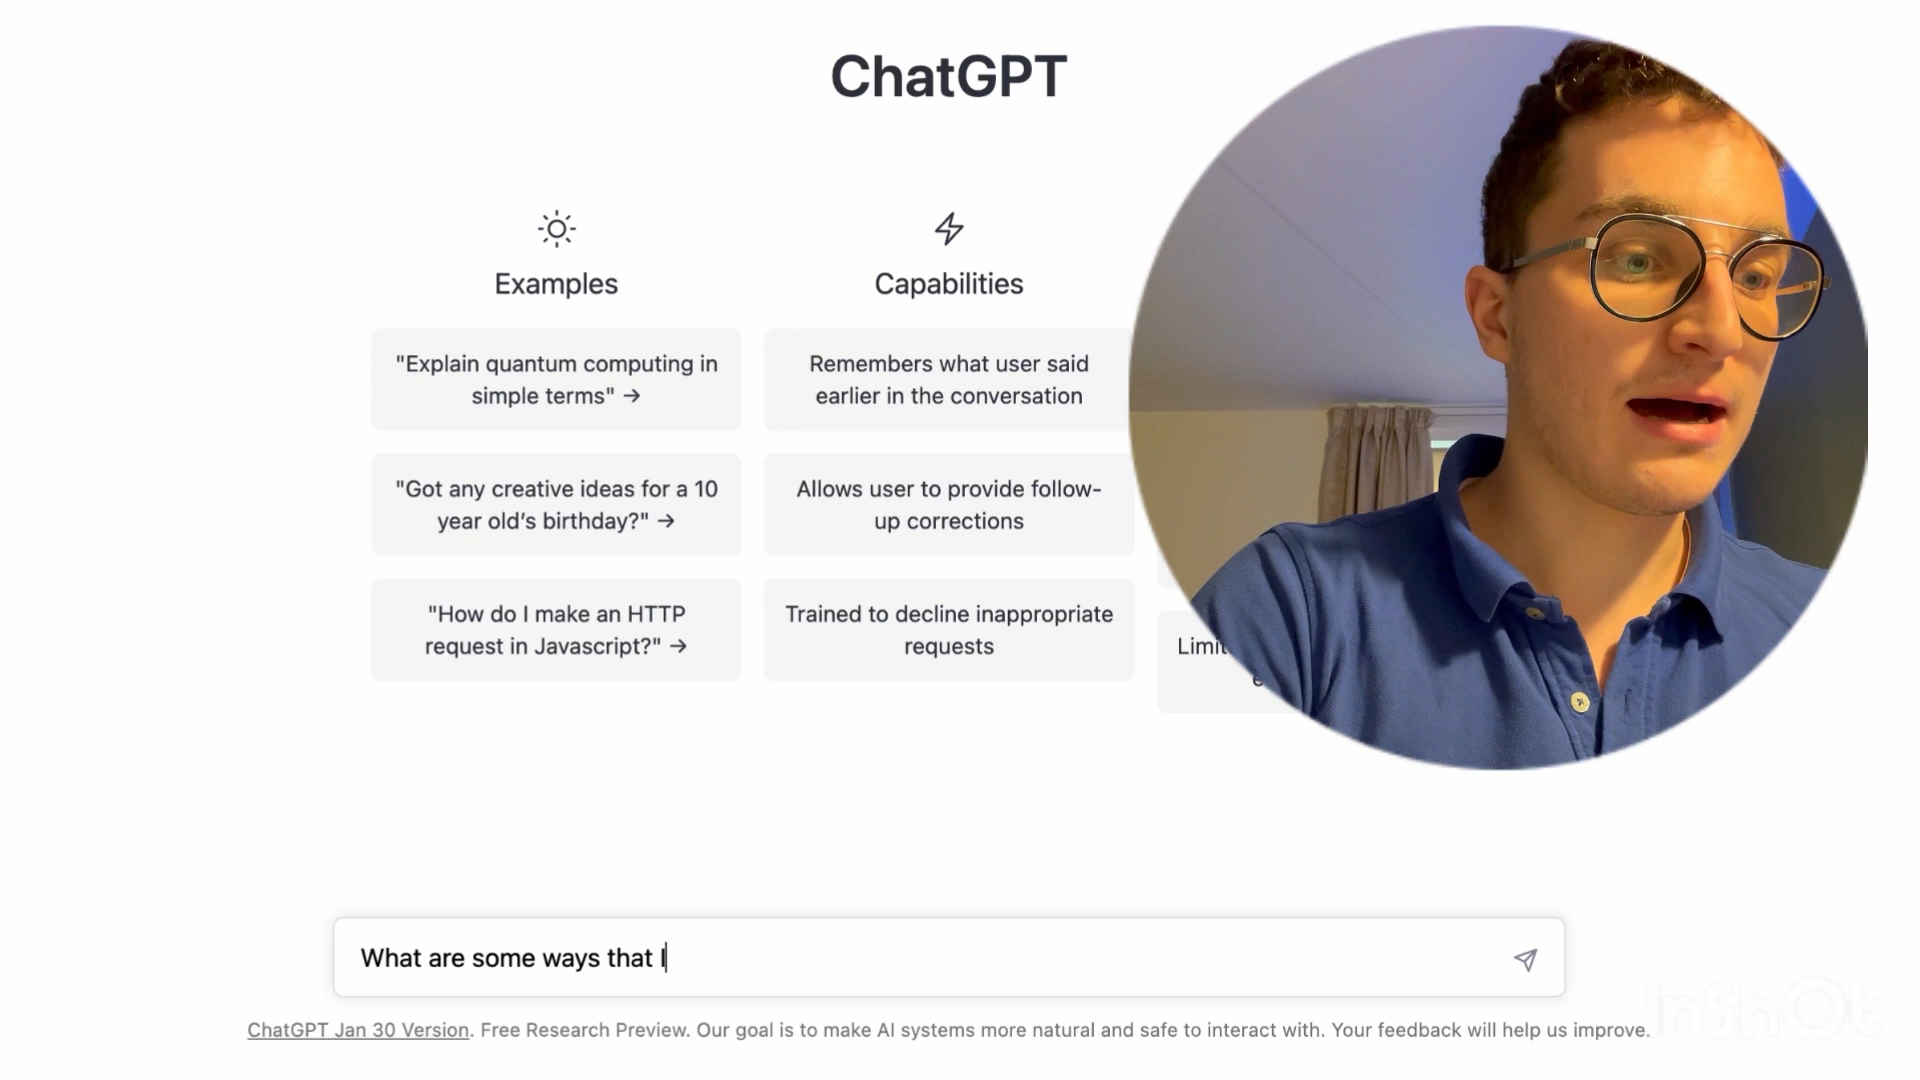 ChatGPT
Examples
"Explain quantum computing in
simple terms" →
"Got any creative ideas for a 10
year old's birthday?" →
"How do I make an HTTP
request in Javascript?" →
Capabilities
Remembers what user said
earlier in the conversation
Allows user to provide follow-
up corrections
Trained to decline inappropriate
requests
What are some ways that I
ChatGPT Jan 30 Version. Free Research Preview. Our goal is to make AI systems more natural and safe to interact with. Your feedback will help us improve.
InShOt